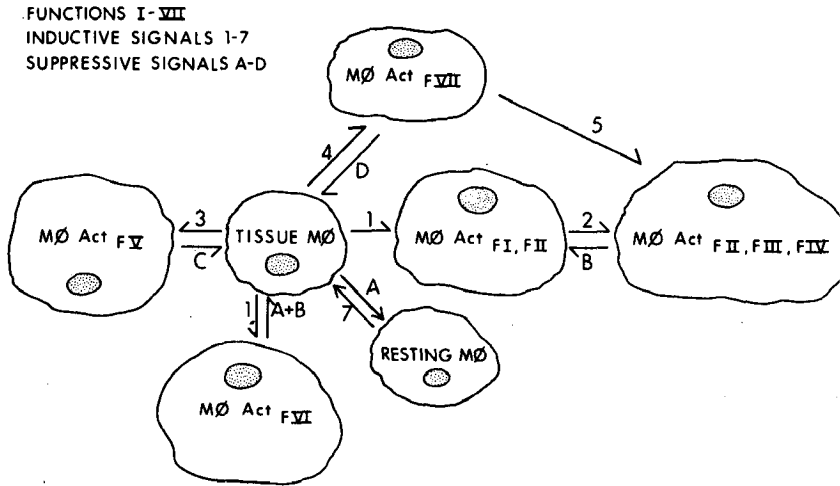 FUNCTIONS I-VII
INDUCTIVE SIGNALS 1-7
SUPPRESSIVE SIGNALS A-D
MØ Act FVII
5
4
D
MØ Act FV
3
C
TISSUE MØ
1
MØ Act FI, FII
2
B
MØ Act FII, FIII, FIV
A
7
1
A+B
RESTING MØ
MØ Act FVI